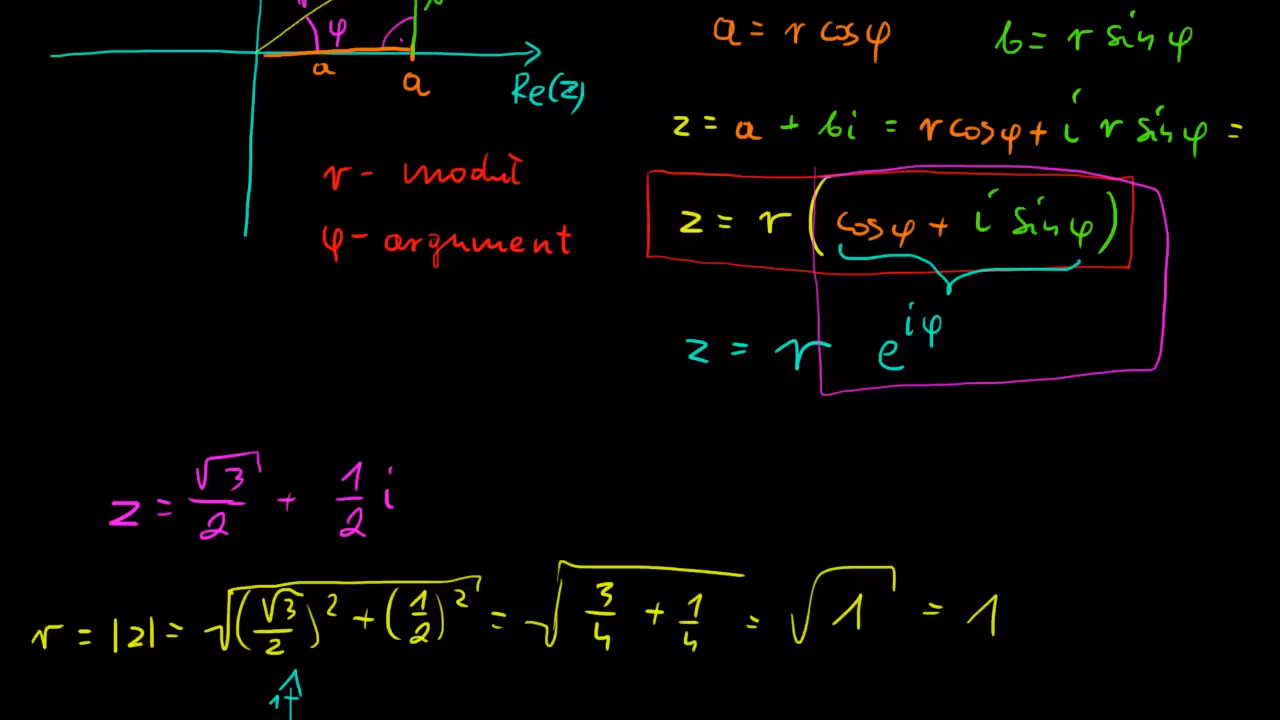 φ
a
a
Re(z)
r - moduł
φ - argument
a = r cosφ
b = r sinφ
z = a + bi = r cosφ + i r sinφ =
z = r (cosφ + i sinφ)
z = r e^{iφ}
z = √3/2 + 1/2 i
r = |z| = √((√3/2)² + (1/2)²) = √(3/4 + 1/4) = √1 = 1